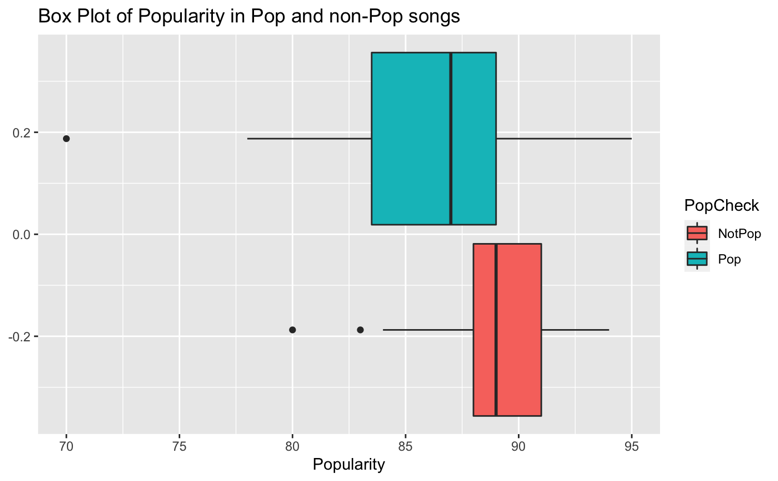 Box Plot of Popularity in Pop and non-Pop songs
0.2
0.0
-0.2
70 75 80 85 90 95
Popularity
PopCheck
NotPop
Pop